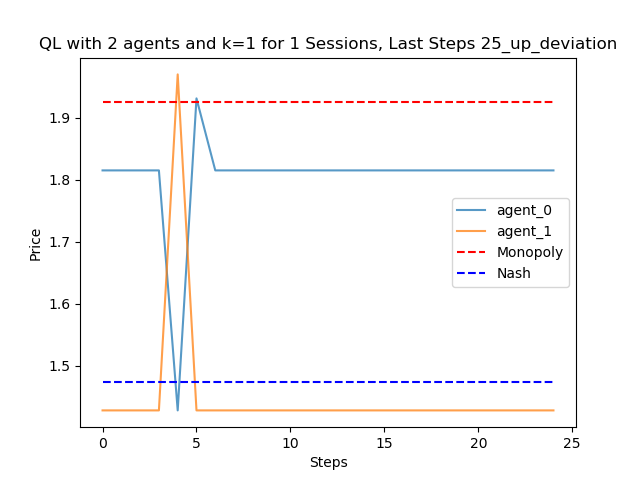 QL with 2 agents and k=1 for 1 Sessions, Last Steps 25_up_deviation
Price
1.9
1.8
1.7
1.6
1.5
agent_0
agent_1
Monopoly
Nash
0
5
10
15
20
25
Steps